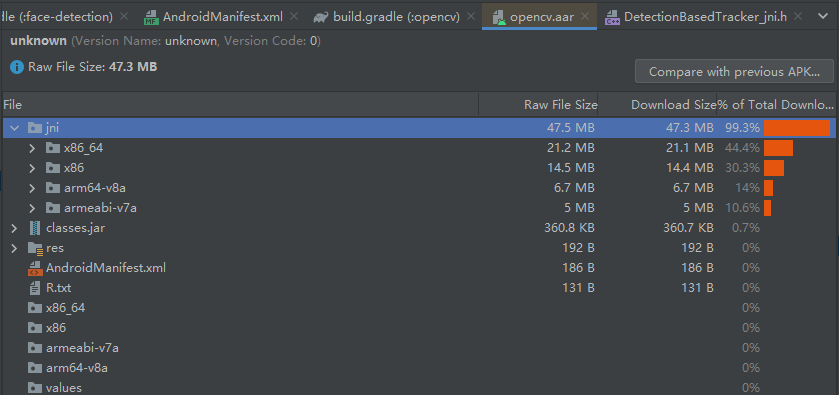 dle (:face-detection) AndroidManifest.xml build.gradle (:opencv) opencv.aar DetectionBasedTracker_jni.h
unknown (Version Name: unknown, Version Code: 0)
Raw File Size: 47.3 MB
Compare with previous APK...
File Raw File Size Download Size % of Total Downlo...
jni 47.5 MB 47.3 MB 99.3%
x86_64 21.2 MB 21.1 MB 44.4%
x86 14.5 MB 14.4 MB 30.3%
arm64-v8a 6.7 MB 6.7 MB 14%
armeabi-v7a 5 MB 5 MB 10.6%
classes.jar 360.8 KB 360.7 KB 0.7%
res 192 B 192 B 0%
AndroidManifest.xml 186 B 186 B 0%
R.txt 131 B 131 B 0%
x86_64 0%
x86 0%
armeabi-v7a 0%
arm64-v8a 0%
values 0%